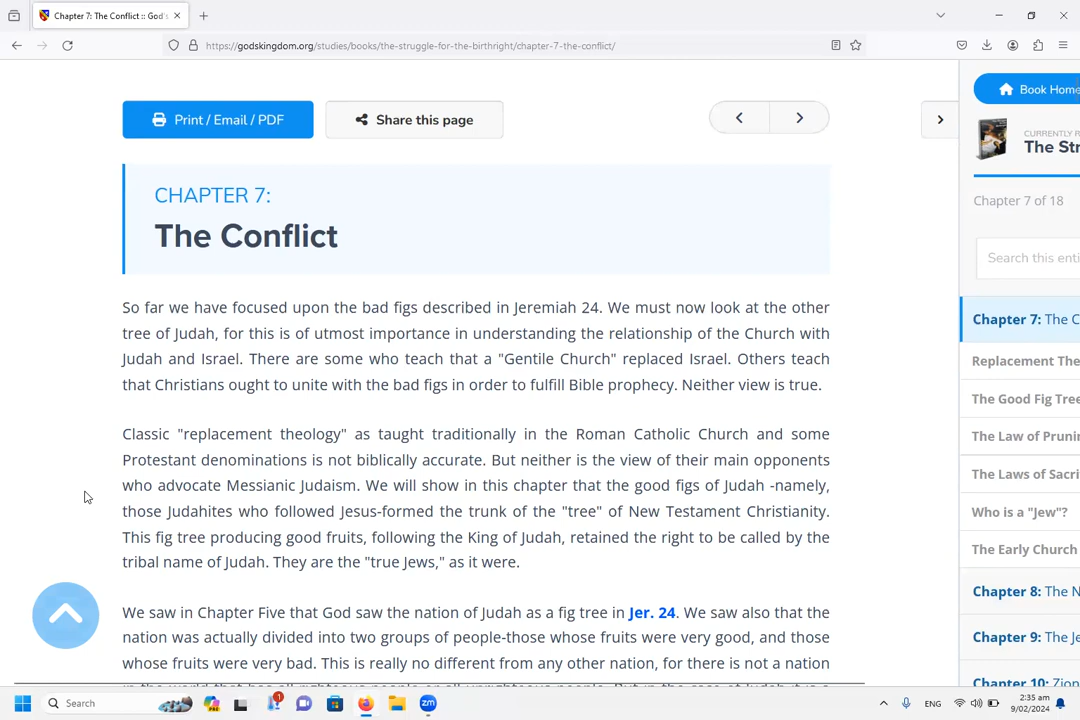 Chapter 7: The Conflict :: God's
https://godskingdom.org/studies/books/the-struggle-for-the-birthright/chapter-7-the-conflict/
Print / Email / PDF
Share this page
Book Home
CURRENTLY R
The Str
Chapter 7 of 18
Search this enti
CHAPTER 7:
The Conflict
So far we have focused upon the bad figs described in Jeremiah 24. We must now look at the other
tree of Judah, for this is of utmost importance in understanding the relationship of the Church with
Judah and Israel. There are some who teach that a "Gentile Church" replaced Israel. Others teach
that Christians ought to unite with the bad figs in order to fulfill Bible prophecy. Neither view is true.
Classic "replacement theology" as taught traditionally in the Roman Catholic Church and some
Protestant denominations is not biblically accurate. But neither is the view of their main opponents
who advocate Messianic Judaism. We will show in this chapter that the good figs of Judah -namely,
those Judahites who followed Jesus-formed the trunk of the "tree" of New Testament Christianity.
This fig tree producing good fruits, following the King of Judah, retained the right to be called by the
tribal name of Judah. They are the "true Jews," as it were.
We saw in Chapter Five that God saw the nation of Judah as a fig tree in Jer. 24. We saw also that the
nation was actually divided into two groups of people-those whose fruits were very good, and those
whose fruits were very bad. This is really no different from any other nation, for there is not a nation
Chapter 7: The C
Replacement The
The Good Fig Tree
The Law of Prunin
The Laws of Sacri
Who is a "Jew"?
The Early Church
Chapter 8: The N
Chapter 9: The Je
Chapter 10: Zion
Search
1
ENG
2:35 am
9/02/2024